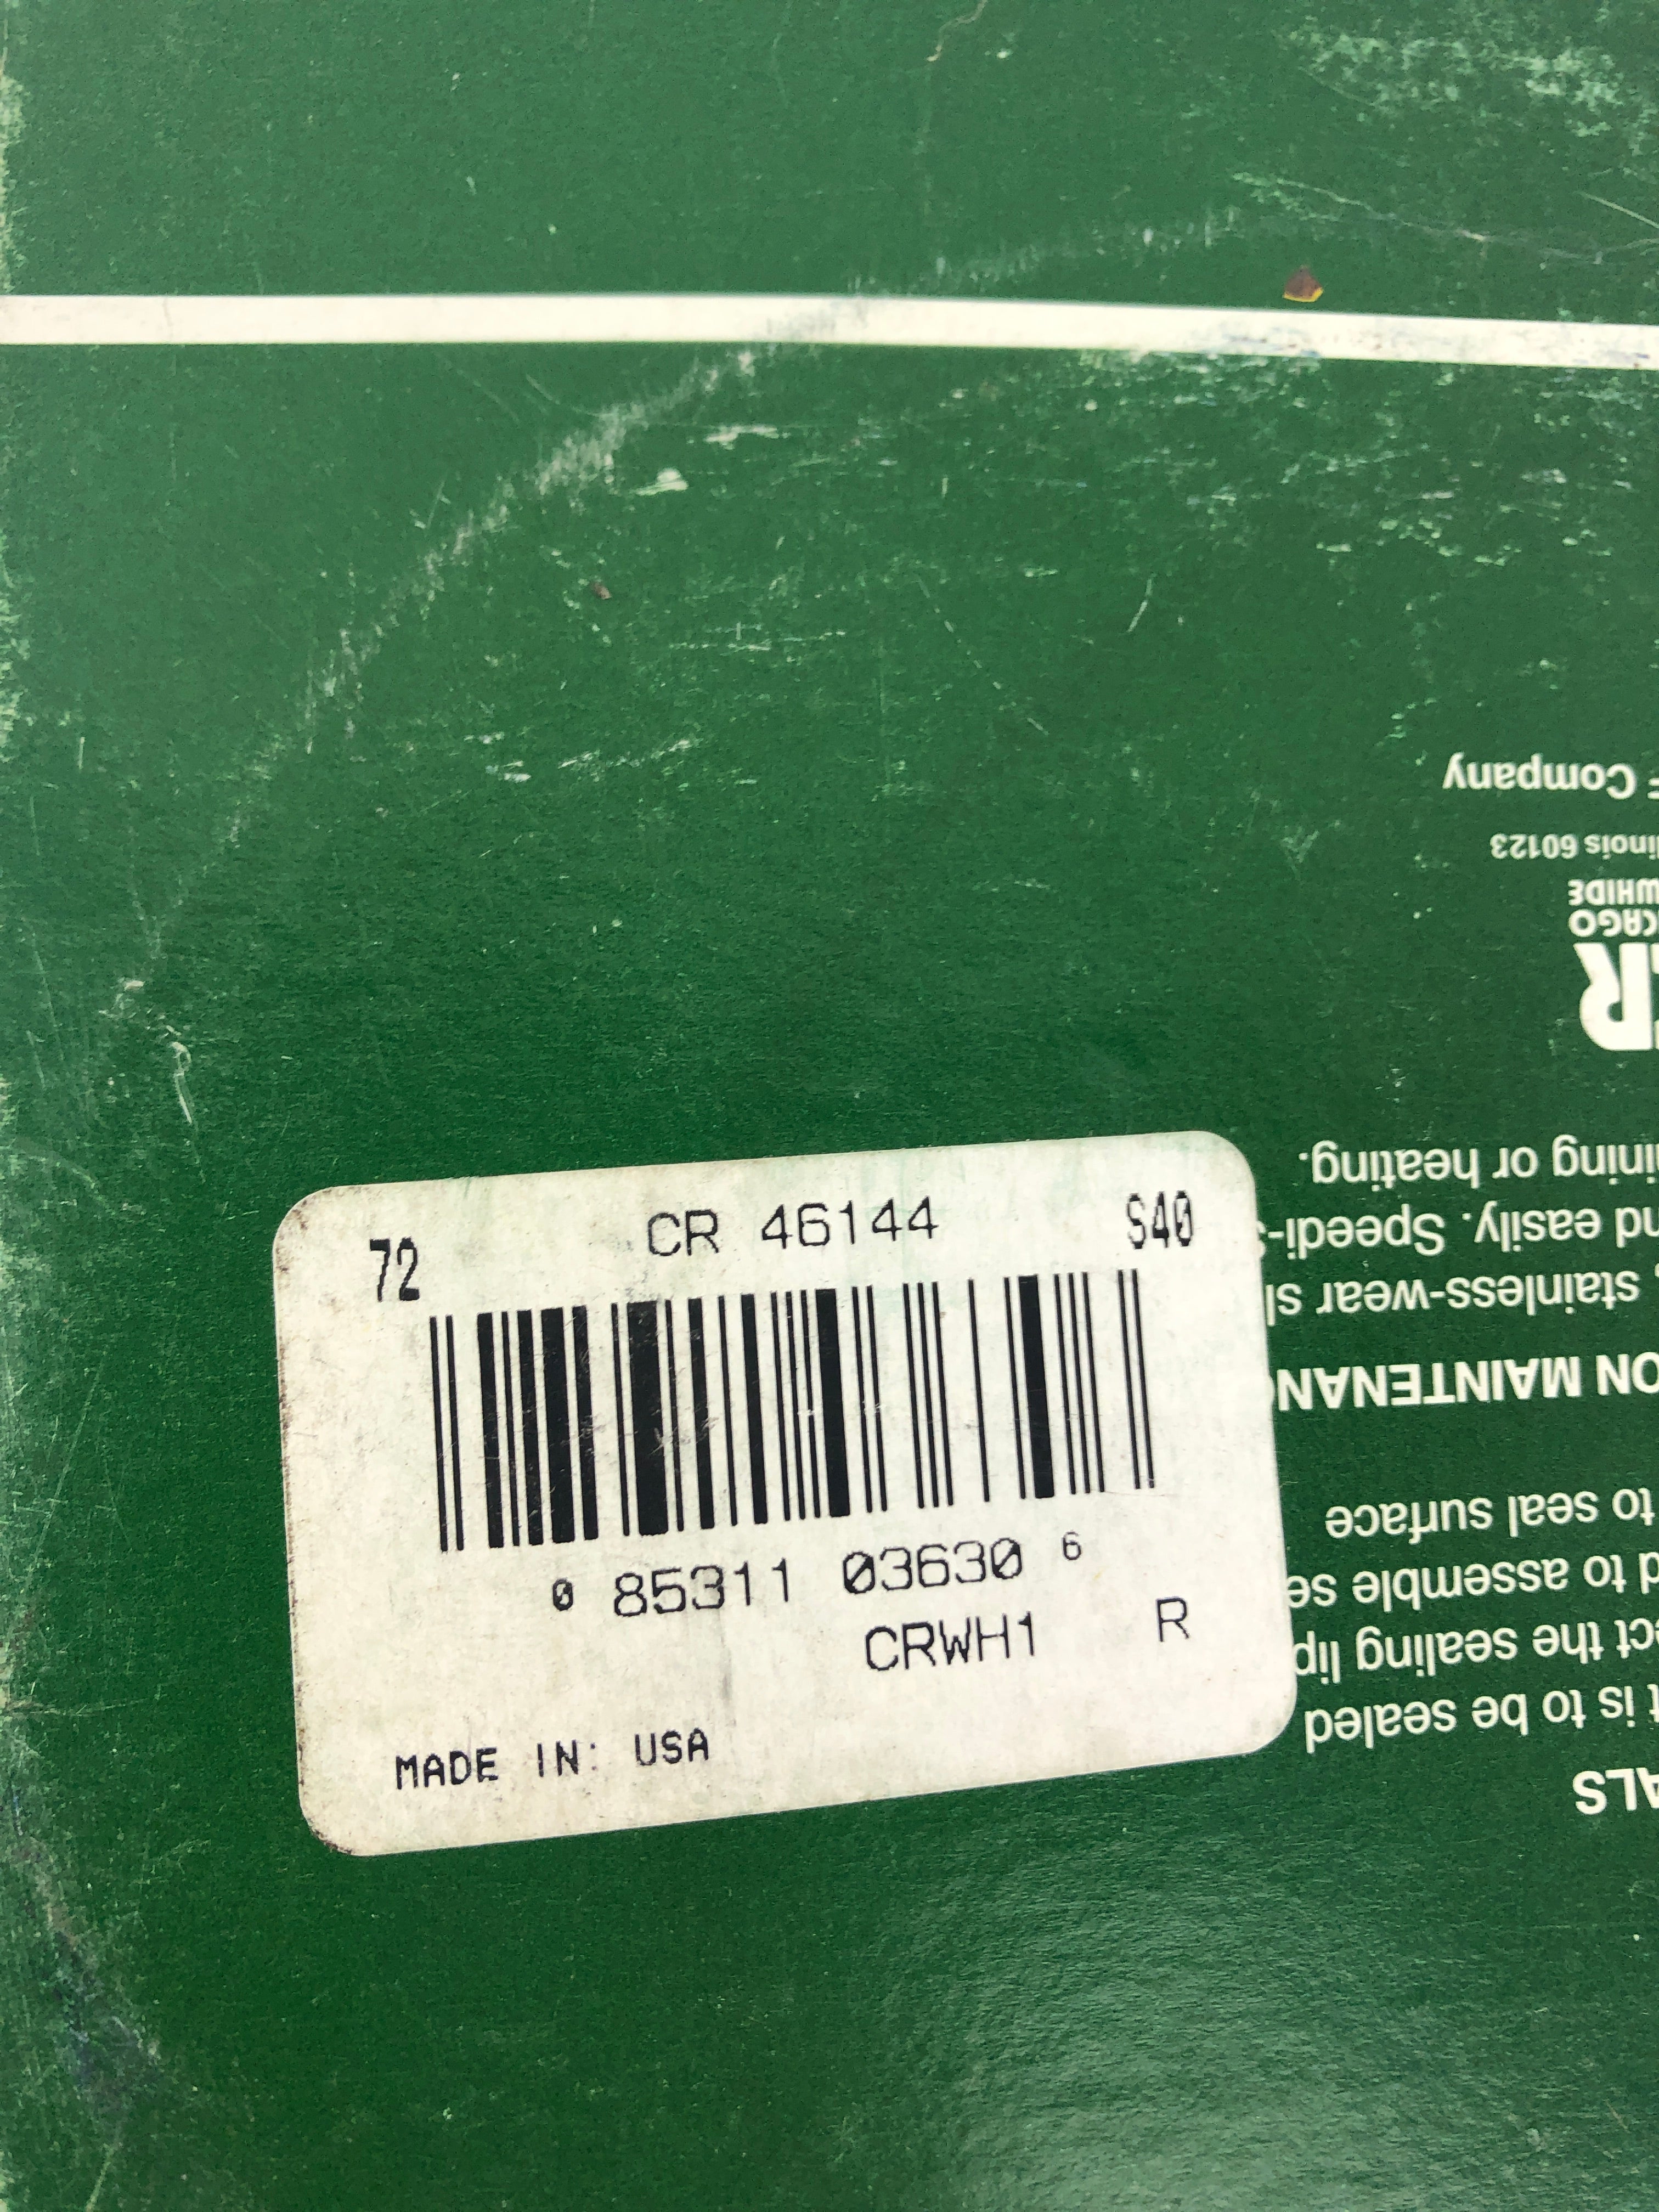 72 CR 46144 S40
0 85311 03630 6
CRWH1 R
MADE IN: USA
ALS
t is to be sealed
ect the sealing lip
d to assemble se
to seal surface
ON MAINTENANC
, stainless-wear sl
nd easily. Speedi-S
ining or heating.
CR
CAGO
WHIDE
linois 60123
F Company